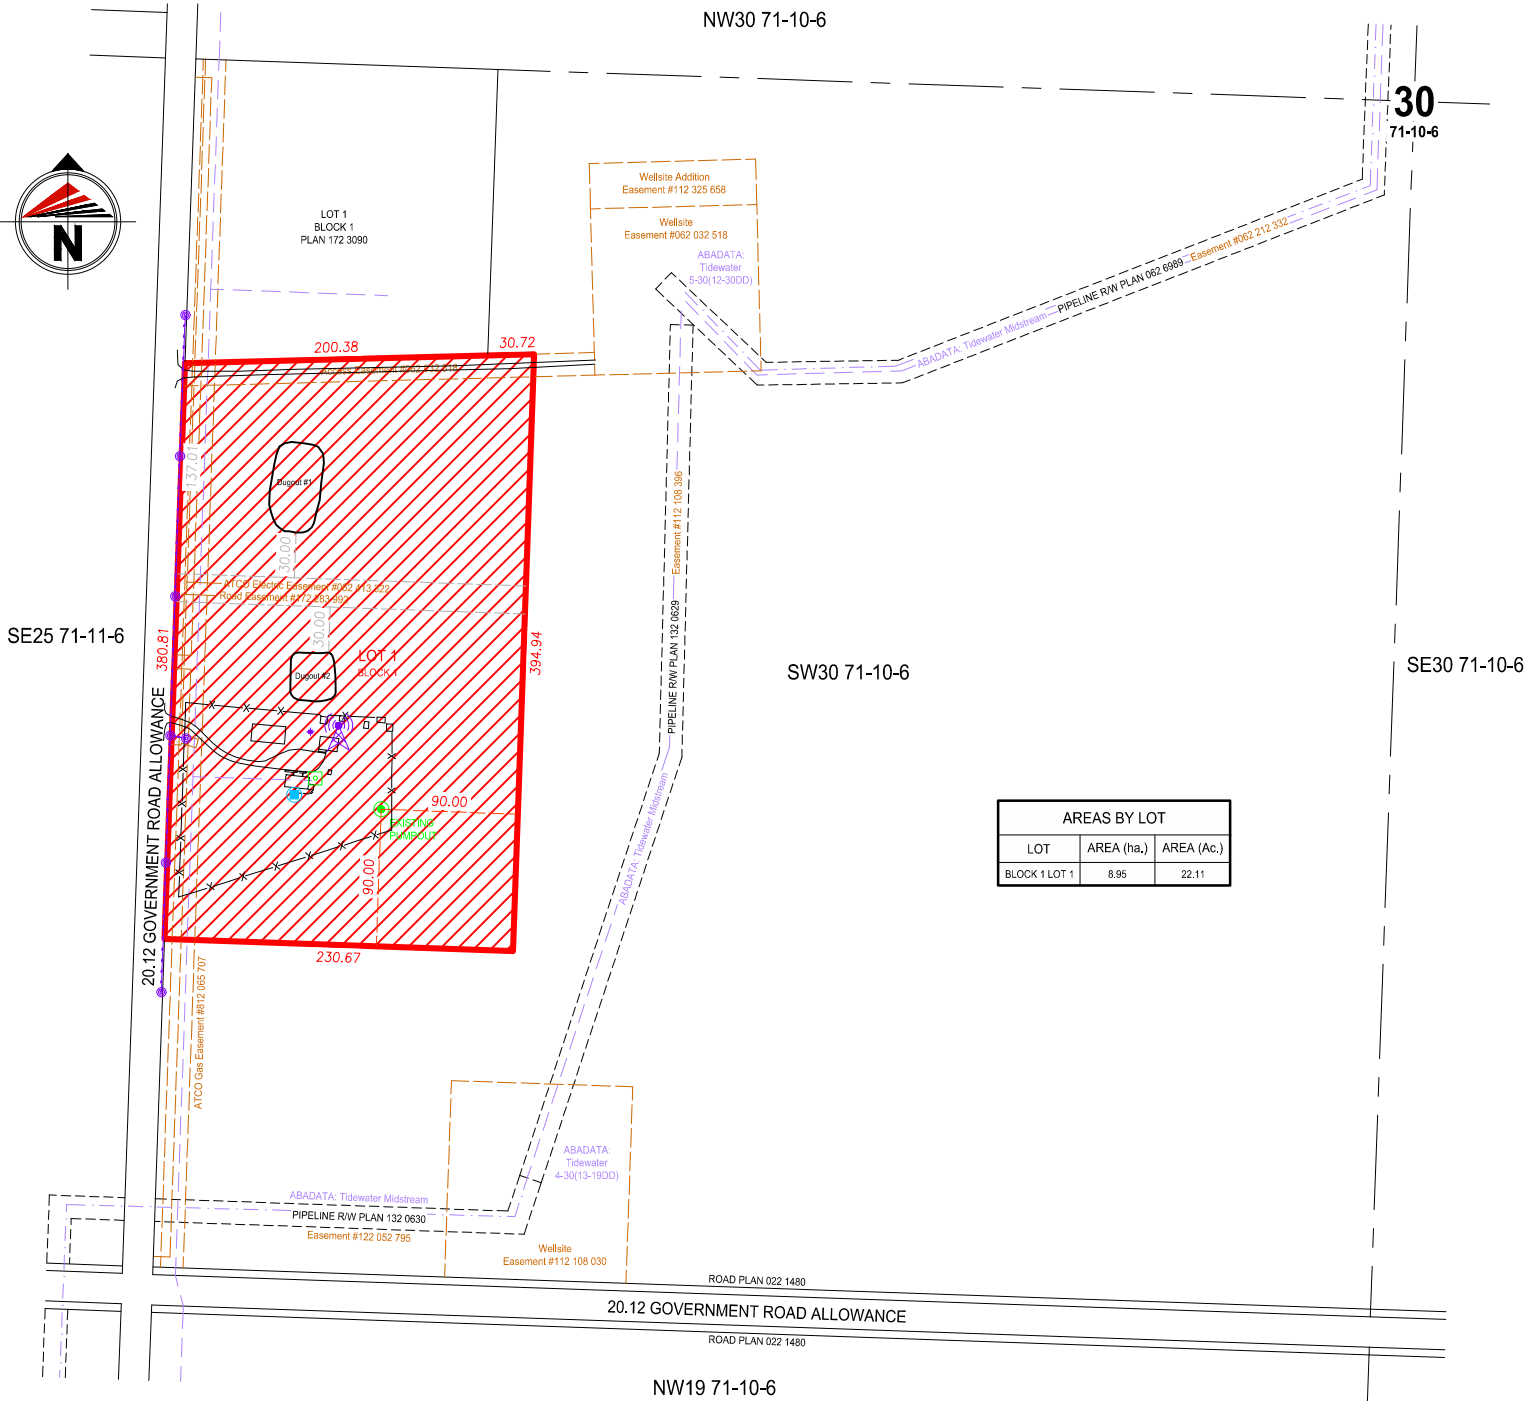 NW30 71-10-6
30
71-10-6
N
LOT 1
BLOCK 1
PLAN 172 3090
Wellsite Addition
Easement #112 325 658
Wellsite
Easement #062 032 518
ABADATA:
Tidewater
5-30(12-30DD)
ABADATA: Tidewater Midstream
PIPELINE R/W PLAN 062 6989
Easement #062 212 332
200.38
30.72
Access Easement #062 032 518
137.01
Dugout #1
30.00
ATCO Electric Easement #062 413 322
Road Easement #172 283 992
30.00
LOT 1
BLOCK 1
Dugout #2
380.81
394.94
SE25 71-11-6
20.12 GOVERNMENT ROAD ALLOWANCE
Easement #112 108 396
PIPELINE R/W PLAN 132 0629
ABADATA: Tidewater Midstream
SW30 71-10-6
SE30 71-10-6
90.00
EXISTING
PUMPOUT
90.00
230.67
AREAS BY LOT
LOT AREA (ha.) AREA (Ac.)
BLOCK 1 LOT 1 8.95 22.11
ATCO Gas Easement #812 065 707
ABADATA:
Tidewater
4-30(13-19DD)
ABADATA: Tidewater Midstream
PIPELINE R/W PLAN 132 0630
Easement #122 052 795
Wellsite
Easement #112 108 030
ROAD PLAN 022 1480
20.12 GOVERNMENT ROAD ALLOWANCE
ROAD PLAN 022 1480
NW19 71-10-6